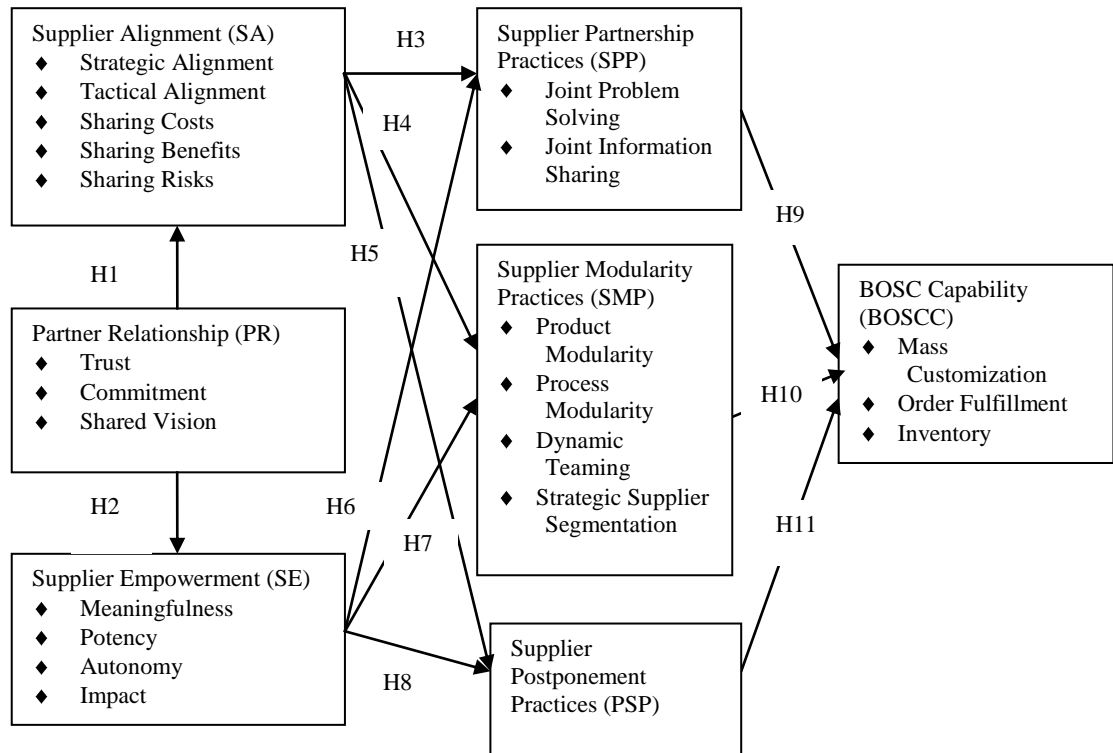 Supplier Alignment (SA)
♦ Strategic Alignment
♦ Tactical Alignment
♦ Sharing Costs
♦ Sharing Benefits
♦ Sharing Risks
H1
Partner Relationship (PR)
♦ Trust
♦ Commitment
♦ Shared Vision
H2
Supplier Empowerment (SE)
♦ Meaningfulness
♦ Potency
♦ Autonomy
♦ Impact
H3
H4
H5
H6
H7
H8
Supplier Partnership
Practices (SPP)
♦ Joint Problem
Solving
♦ Joint Information
Sharing
Supplier Modularity
Practices (SMP)
♦ Product
Modularity
♦ Process
Modularity
♦ Dynamic
Teaming
♦ Strategic Supplier
Segmentation
Supplier
Postponement
Practices (PSP)
H9
H10
H11
BOSC Capability
(BOSCC)
♦ Mass
Customization
♦ Order Fulfillment
♦ Inventory